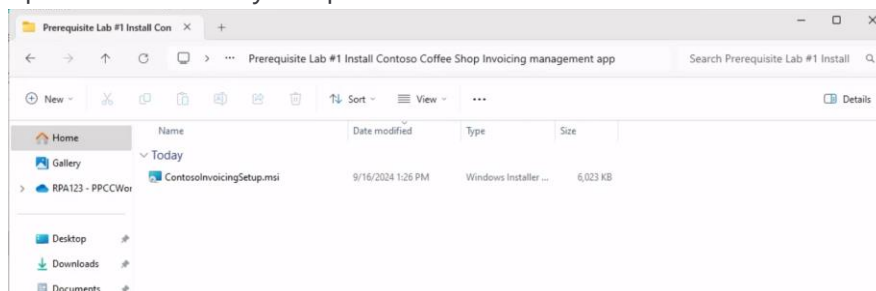 Prerequisite Lab #1 Install Con
Prerequisite Lab #1 Install Contoso Coffee Shop Invoicing management app
Search Prerequisite Lab #1 Install
New
Sort
View
Details
Home
Gallery
RPA123 - PPCCWor
Desktop
Downloads
Documents
Name Date modified Type Size
Today
ContosoInvoicingSetup.msi 9/16/2024 1:26 PM Windows Installer ... 6,023 KB